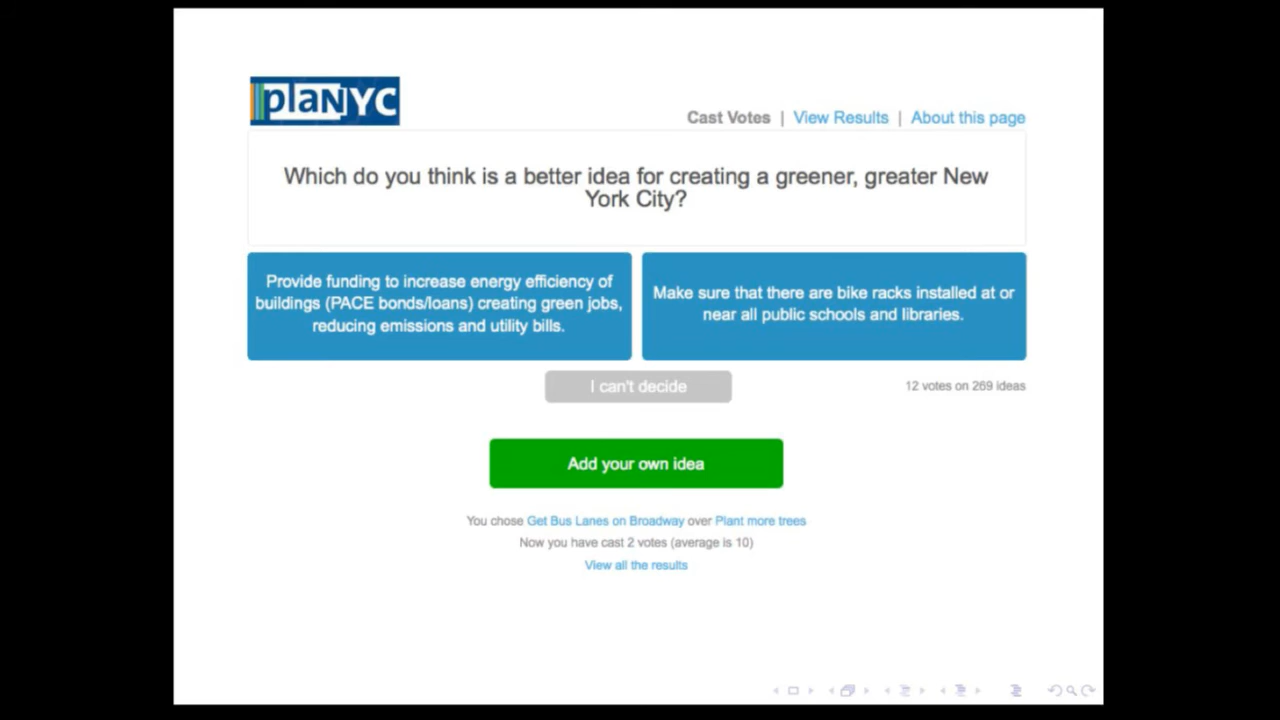 plaNYC
Cast Votes | View Results | About this page
Which do you think is a better idea for creating a greener, greater New
York City?
Provide funding to increase energy efficiency of
buildings (PACE bonds/loans) creating green jobs,
reducing emissions and utility bills.
Make sure that there are bike racks installed at or
near all public schools and libraries.
I can't decide
12 votes on 269 ideas
Add your own idea
You chose Get Bus Lanes on Broadway over Plant more trees
Now you have cast 2 votes (average is 10)
View all the results